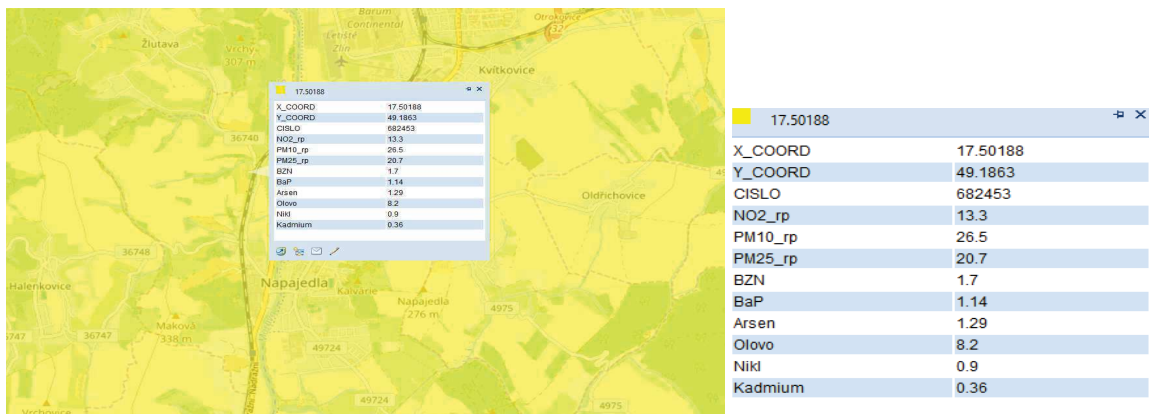 Barum
Continental
Otrokovice
Letiště
Zlín
Žlutava
Vrchy
307 m
Kvítkovice
17.50188
X_COORD 17.50188
Y_COORD 49.1863
CISLO 682453
NO2_rp 13.3
PM10_rp 26.5
PM25_rp 20.7
BZN 1.7
BaP 1.14
Arsen 1.29
Olovo 8.2
Nikl 0.9
Kadmium 0.36
36740
Oldřichovice
36748
Halenkovice
Napajedla
Kalvárie
Napajedla
276 m
4975
Maková
338 m
36747
49724
49724
4975
Vrchovice
17.50188
X_COORD 17.50188
Y_COORD 49.1863
CISLO 682453
NO2_rp 13.3
PM10_rp 26.5
PM25_rp 20.7
BZN 1.7
BaP 1.14
Arsen 1.29
Olovo 8.2
Nikl 0.9
Kadmium 0.36